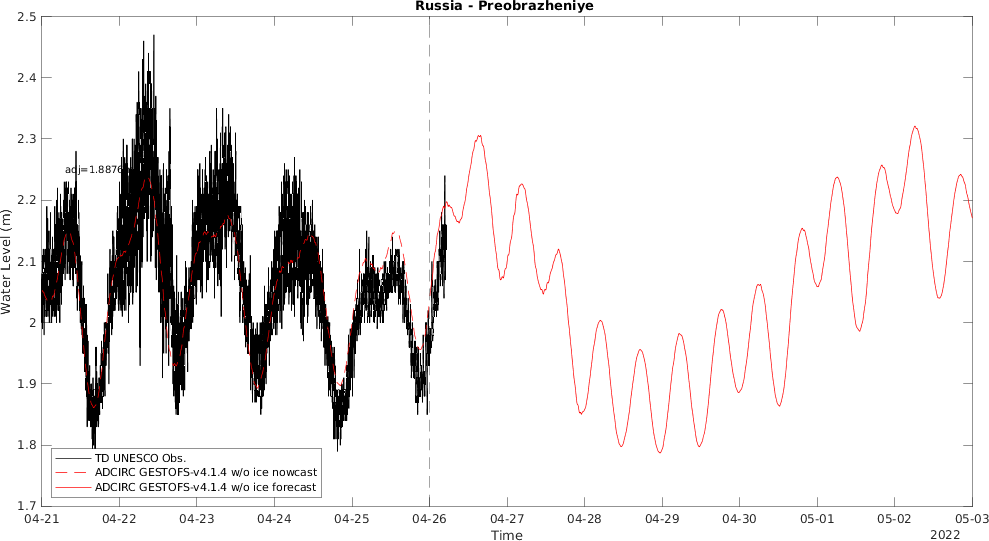 Russia - Preobrazheniye
Water Level (m)
2.5
2.4
2.3
2.2
2.1
2
1.9
1.8
1.7
adj=1.8876
TD UNESCO Obs.
ADCIRC GESTOFS-v4.1.4 w/o ice nowcast
ADCIRC GESTOFS-v4.1.4 w/o ice forecast
04-21 04-22 04-23 04-24 04-25 04-26 04-27 04-28 04-29 04-30 05-01 05-02 05-03
Time
2022